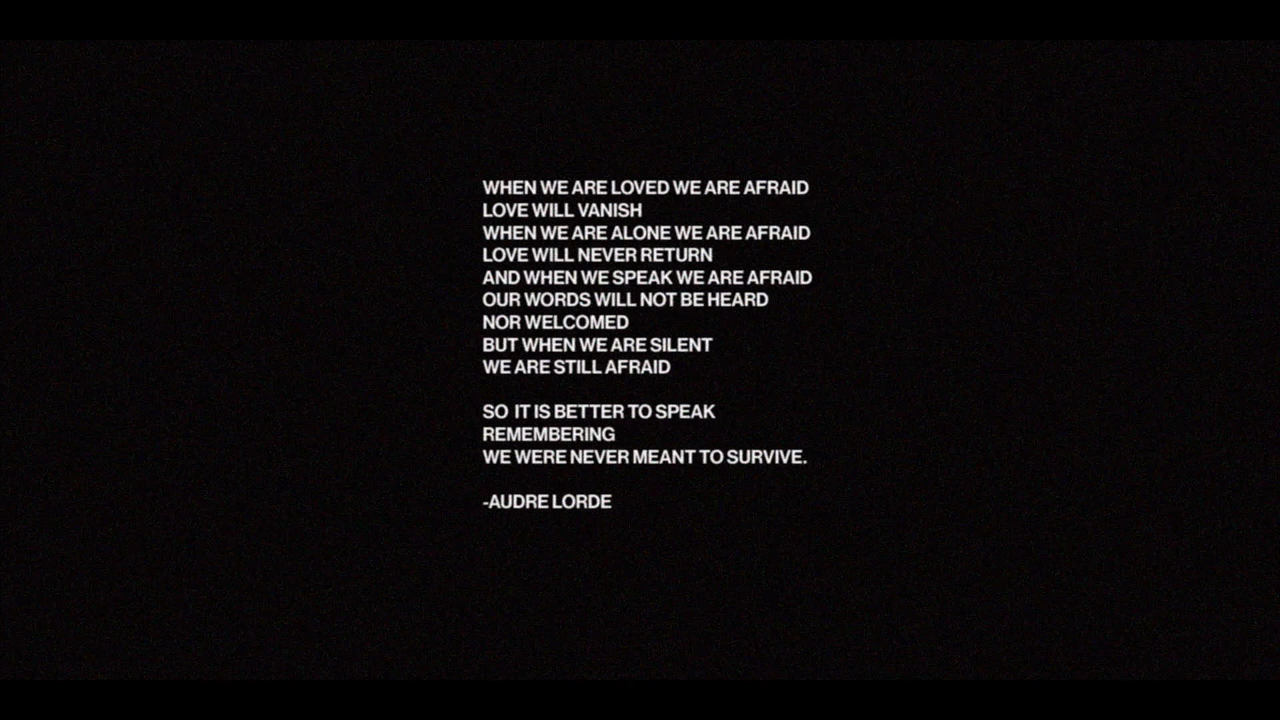 WHEN WE ARE LOVED WE ARE AFRAID
LOVE WILL VANISH
WHEN WE ARE ALONE WE ARE AFRAID
LOVE WILL NEVER RETURN
AND WHEN WE SPEAK WE ARE AFRAID
OUR WORDS WILL NOT BE HEARD
NOR WELCOMED
BUT WHEN WE ARE SILENT
WE ARE STILL AFRAID
SO IT IS BETTER TO SPEAK
REMEMBERING
WE WERE NEVER MEANT TO SURVIVE.
-AUDRE LORDE